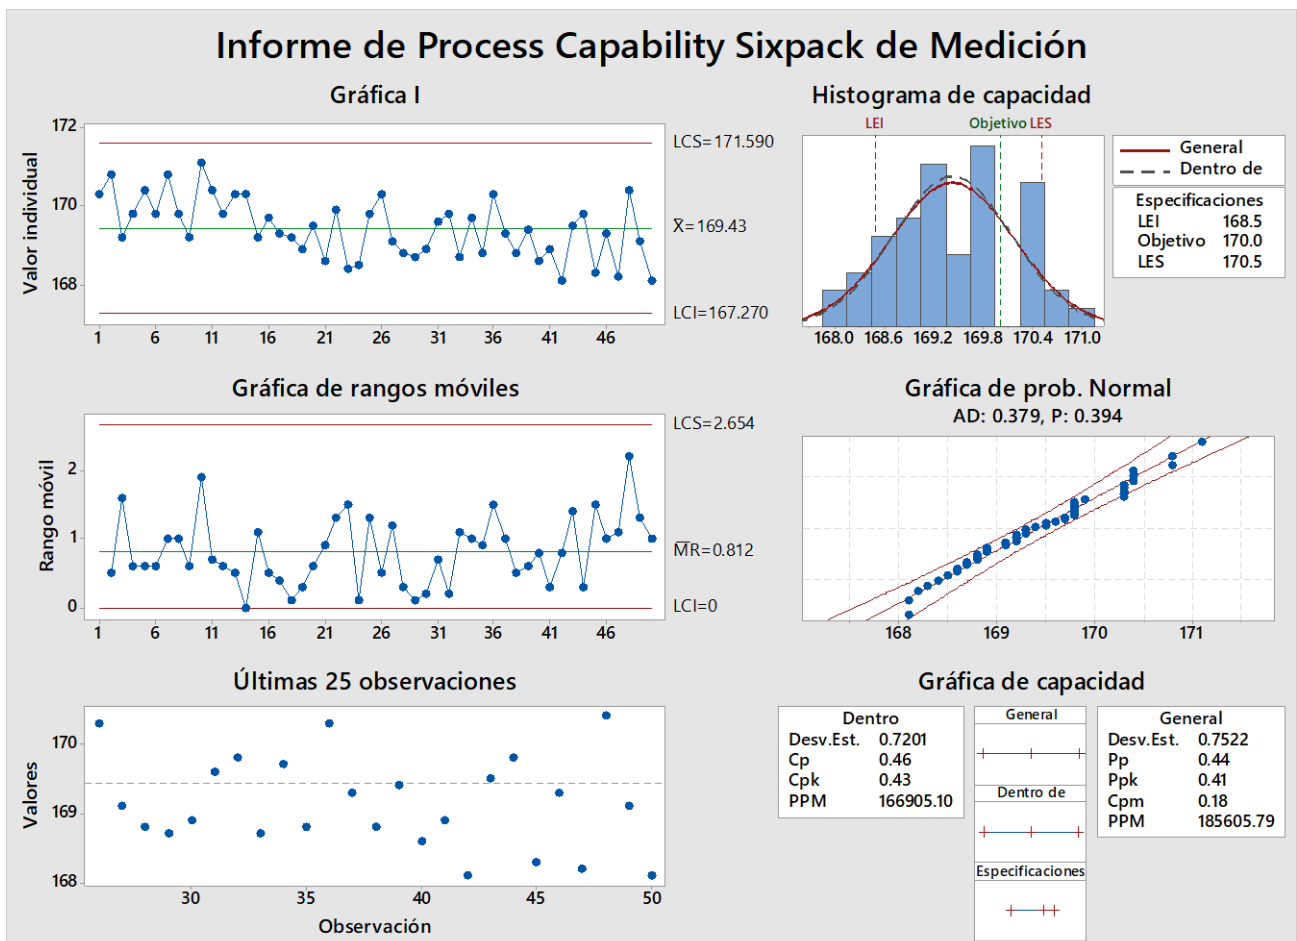 Informe de Process Capability Sixpack de Medición
Gráfica I
Valor individual
172
170
168
LCS=171.590
X̅=169.43
LCI=167.270
1 6 11 16 21 26 31 36 41 46
Histograma de capacidad
LEI Objetivo LES
168.0 168.6 169.2 169.8 170.4 171.0
General
Dentro de
Especificaciones
LEI 168.5
Objetivo 170.0
LES 170.5
Gráfica de rangos móviles
Rango móvil
2
1
0
LCS=2.654
M̅R̅=0.812
LCI=0
1 6 11 16 21 26 31 36 41 46
Gráfica de prob. Normal
AD: 0.379, P: 0.394
168 169 170 171
Últimas 25 observaciones
Valores
170
169
168
30 35 40 45 50
Observación
Gráfica de capacidad
Dentro
Desv.Est. 0.7201
Cp 0.46
Cpk 0.43
PPM 166905.10
General
Dentro de
Especificaciones
General
Desv.Est. 0.7522
Pp 0.44
Ppk 0.41
Cpm 0.18
PPM 185605.79